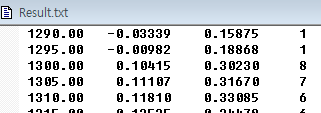 Result.txt
1290.00 -0.03339 0.15875 1
1295.00 -0.00982 0.18868 1
1300.00 0.10415 0.30230 8
1305.00 0.11107 0.31670 7
1310.00 0.11810 0.33085 6